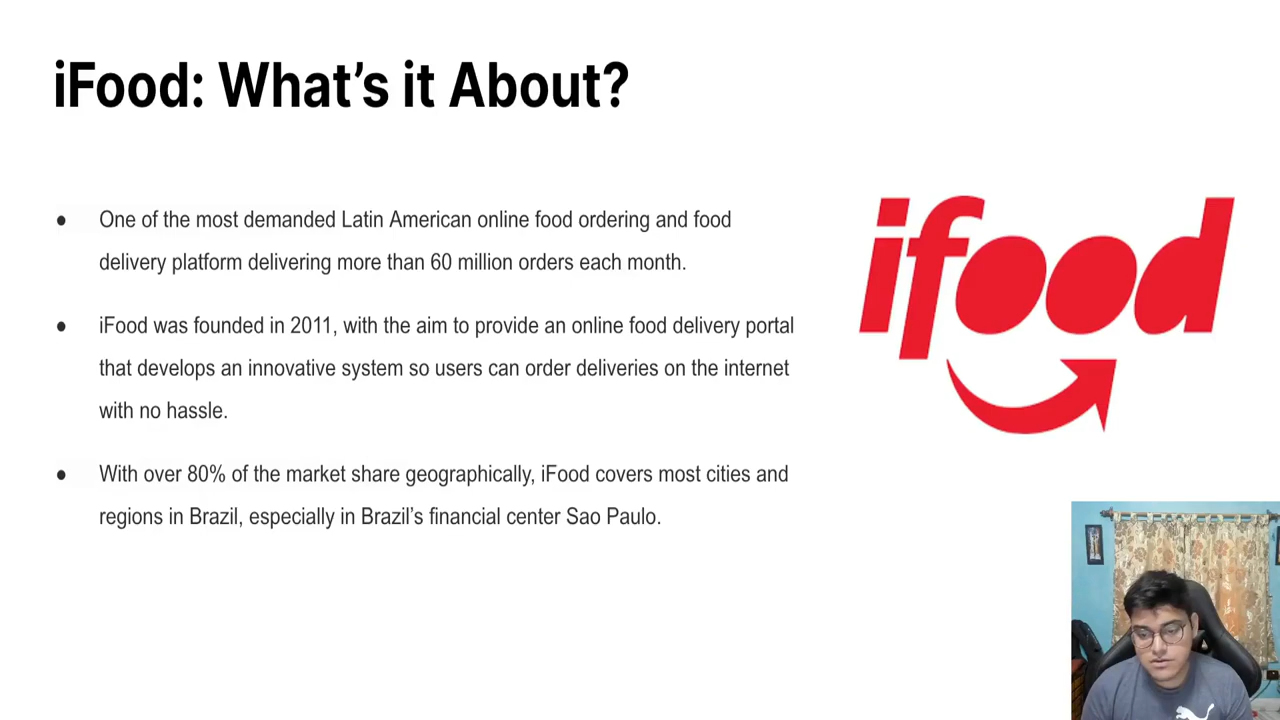 iFood: What’s it About?
● One of the most demanded Latin American online food ordering and food
delivery platform delivering more than 60 million orders each month.
● iFood was founded in 2011, with the aim to provide an online food delivery portal
that develops an innovative system so users can order deliveries on the internet
with no hassle.
● With over 80% of the market share geographically, iFood covers most cities and
regions in Brazil, especially in Brazil’s financial center Sao Paulo.
ifood